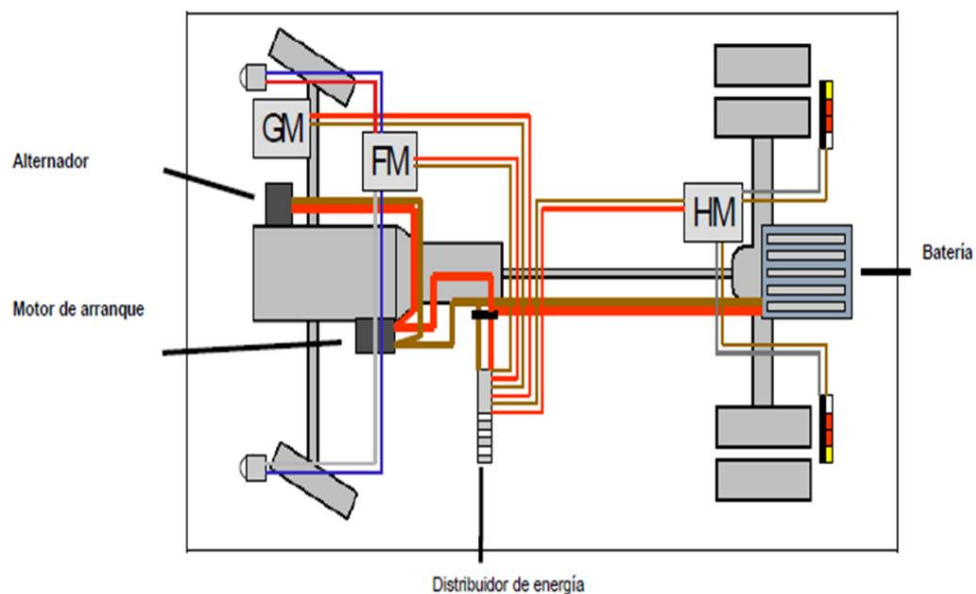 GM
Alternador
FM
HM
Batería
Motor de arranque
Distribuidor de energía